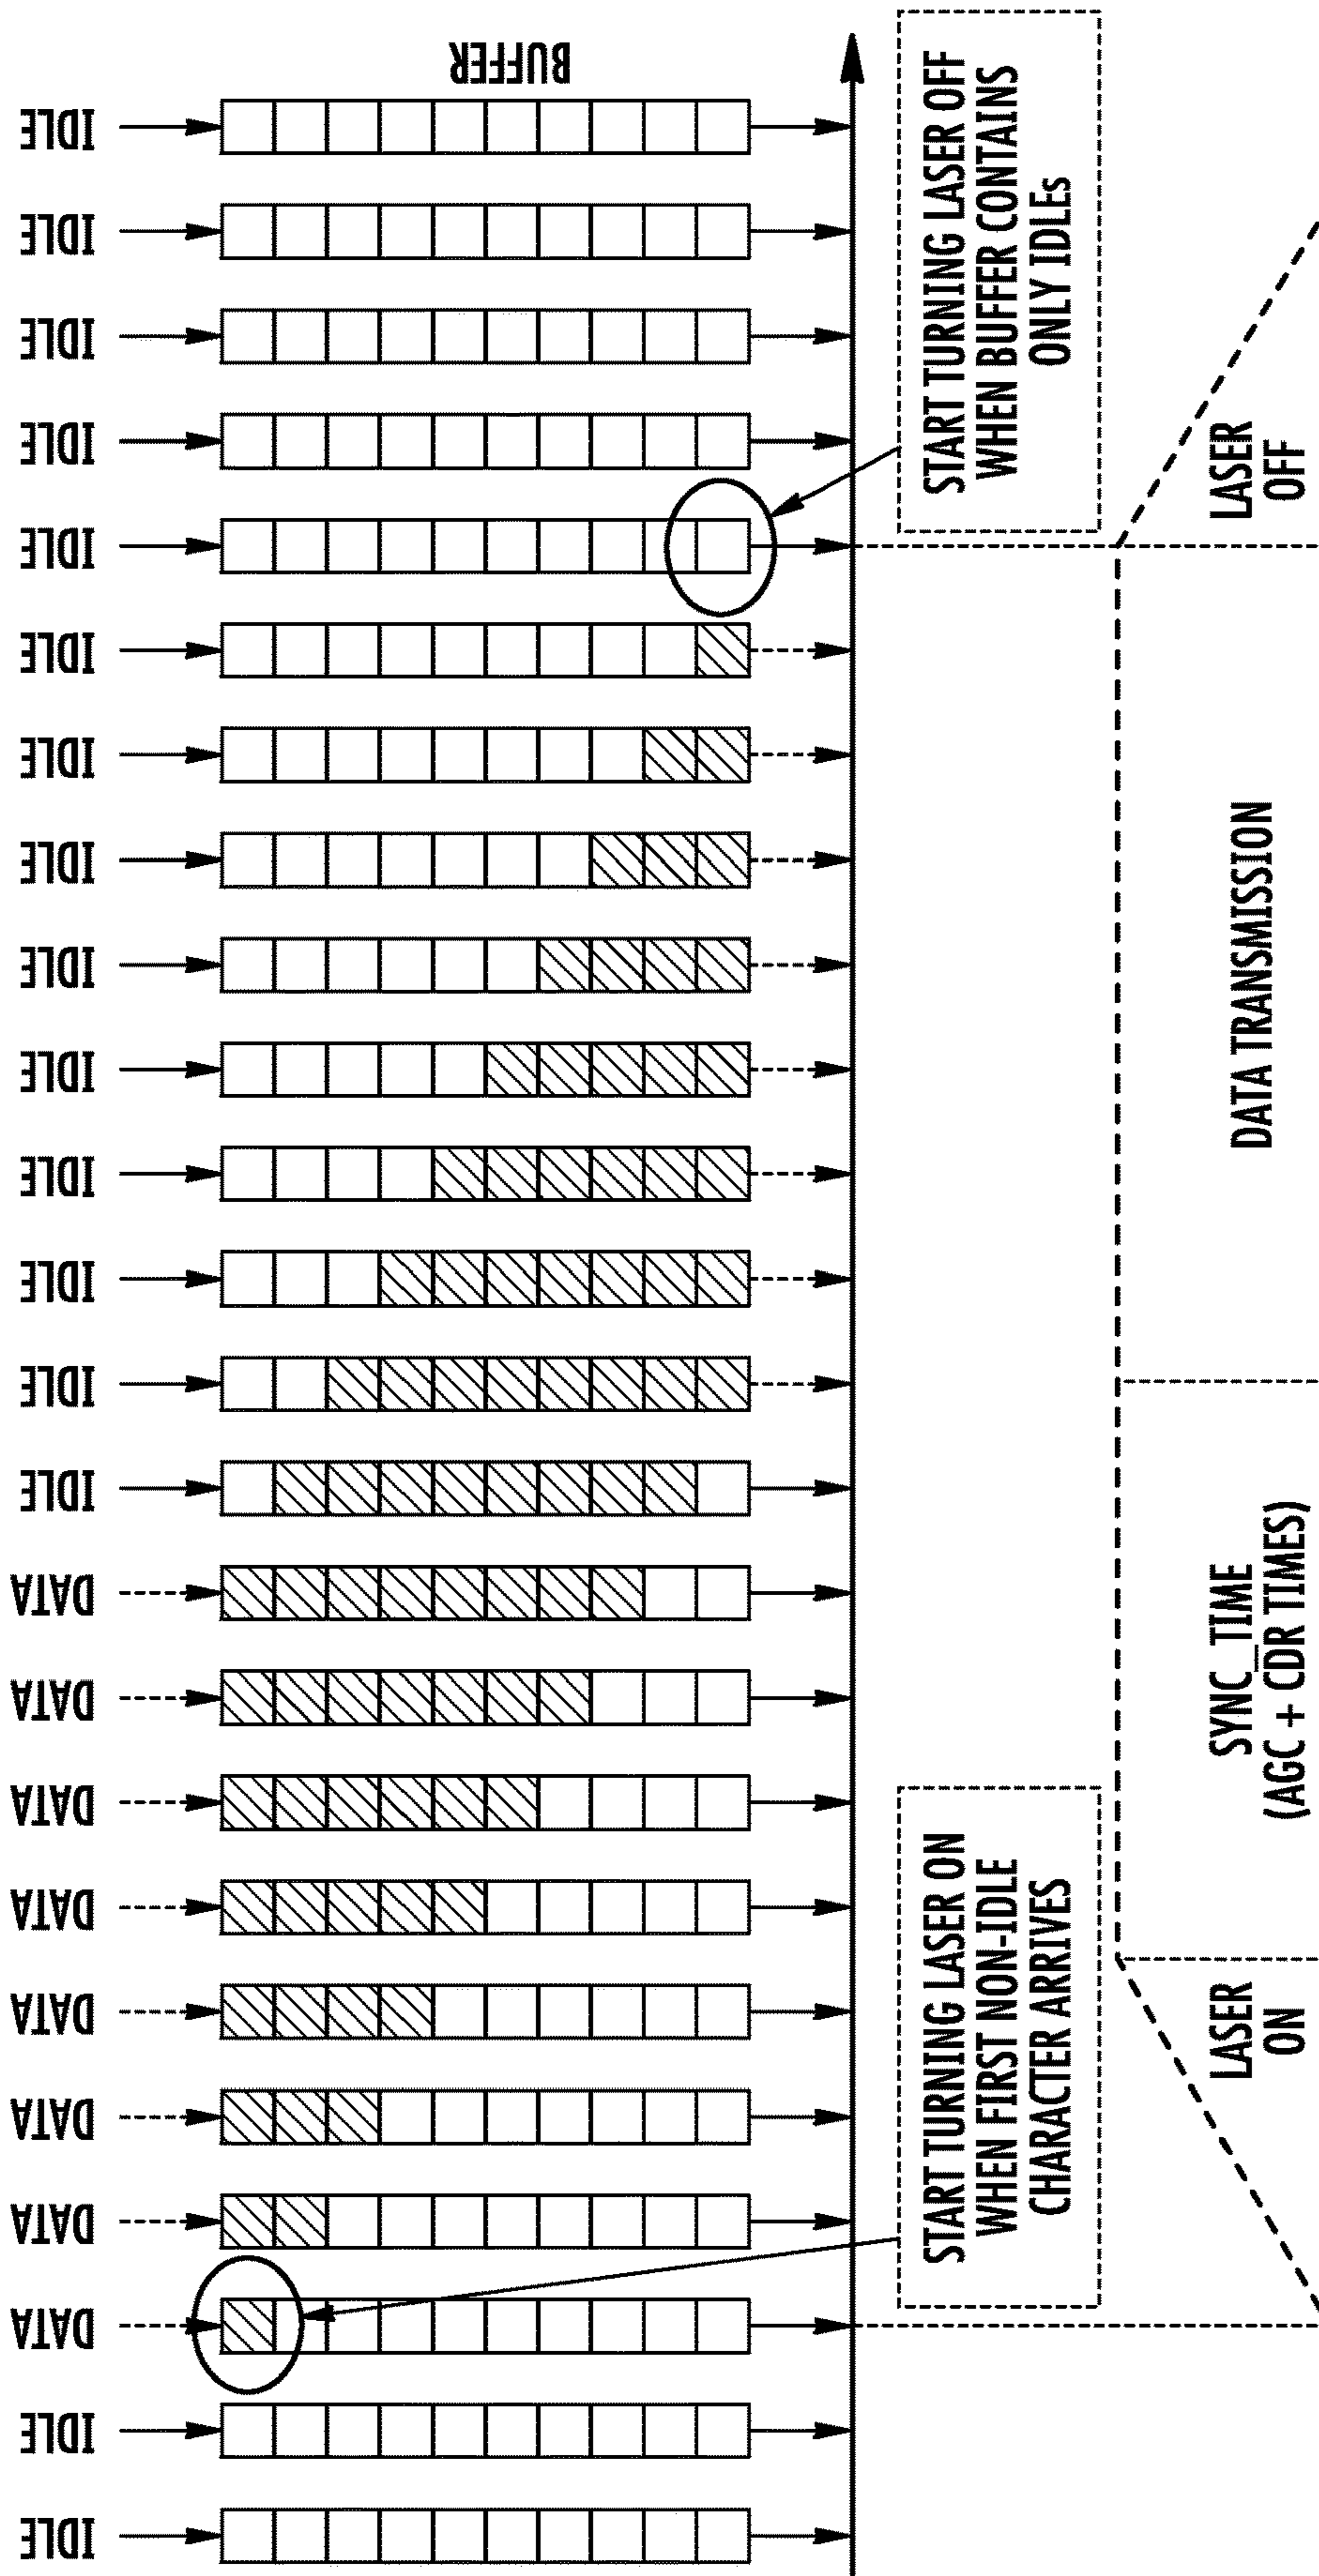 IDLE
IDLE
DATA
DATA
DATA
DATA
DATA
DATA
DATA
DATA
IDLE
IDLE
IDLE
IDLE
IDLE
IDLE
IDLE
IDLE
IDLE
IDLE
IDLE
IDLE
IDLE
IDLE
BUFFER
START TURNING LASER ON
WHEN FIRST NON-IDLE
CHARACTER ARRIVES
START TURNING LASER OFF
WHEN BUFFER CONTAINS
ONLY IDLEs
LASER
ON
SYNC_TIME
(AGC + CDR TIMES)
DATA TRANSMISSION
LASER
OFF